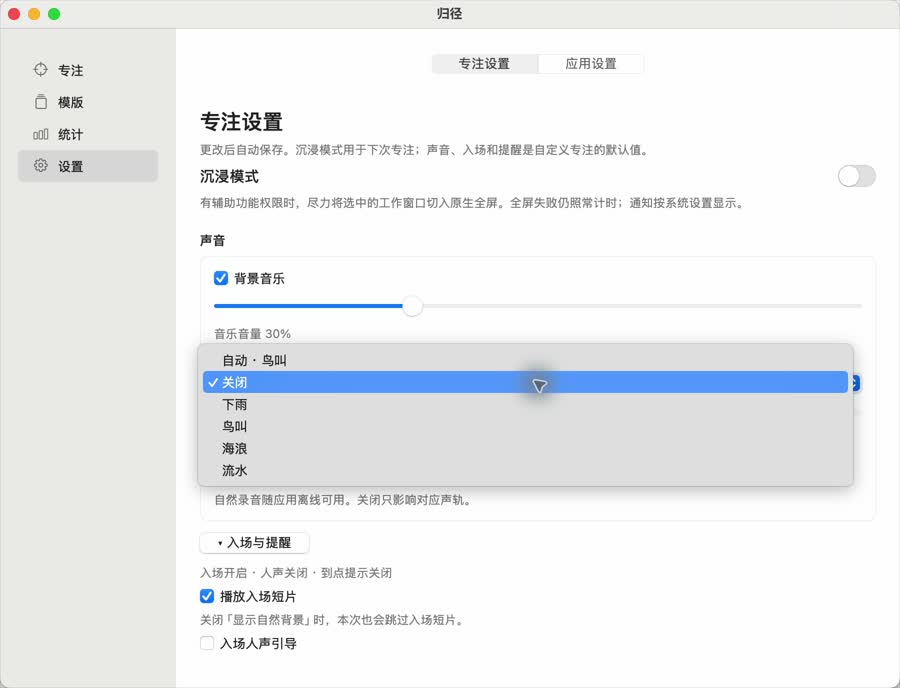 归径
专注
模版
统计
设置
专注设置
应用设置
专注设置
更改后自动保存。沉浸模式用于下次专注；声音、入场和提醒是自定义专注的默认值。
沉浸模式
有辅助功能权限时，尽力将选中的工作窗口切入原生全屏。全屏失败仍照常计时；通知按系统设置显示。
声音
背景音乐
音乐音量 30%
自动 · 鸟叫
关闭
下雨
鸟叫
海浪
流水
自然录音随应用离线可用。关闭只影响对应声轨。
入场与提醒
入场开启 · 人声关闭 · 到点提示关闭
播放入场短片
关闭「显示自然背景」时，本次也会跳过入场短片。
入场人声引导